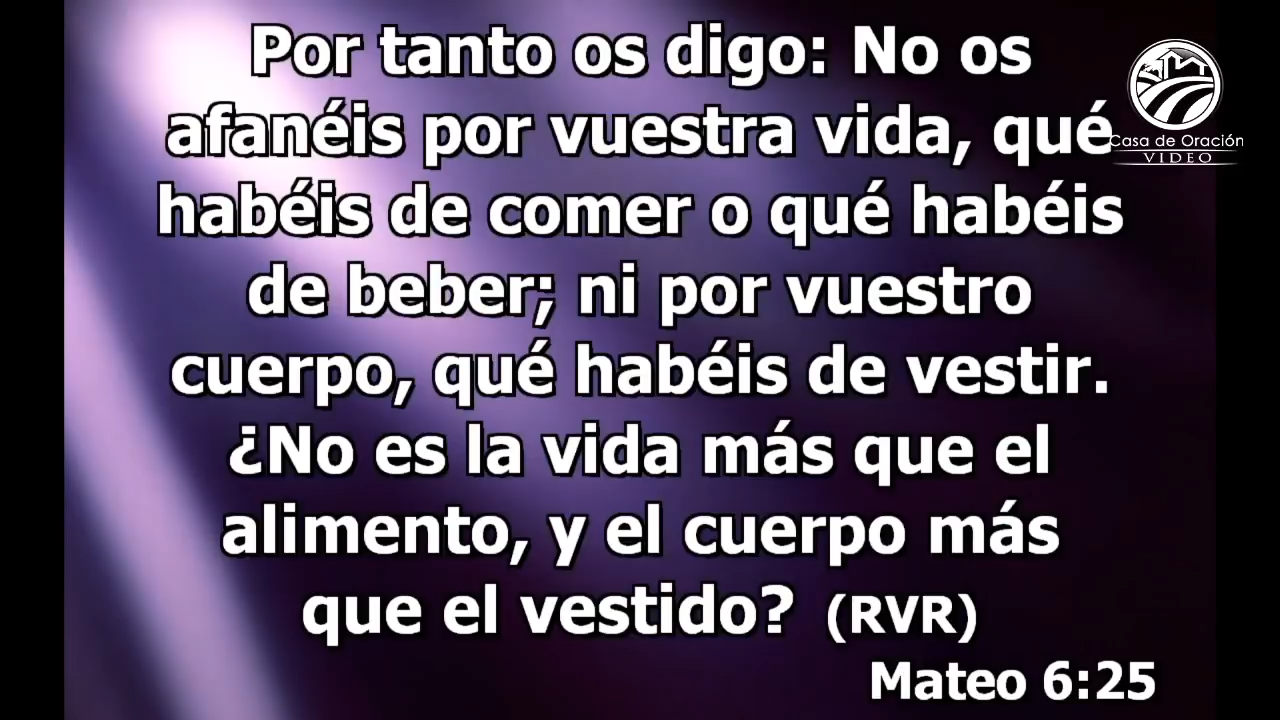 Por tanto os digo: No os
afanéis por vuestra vida, qué
habéis de comer o qué habéis
de beber; ni por vuestro
cuerpo, qué habéis de vestir.
¿No es la vida más que el
alimento, y el cuerpo más
que el vestido? (RVR)
Mateo 6:25
Casa de Oración
VIDEO